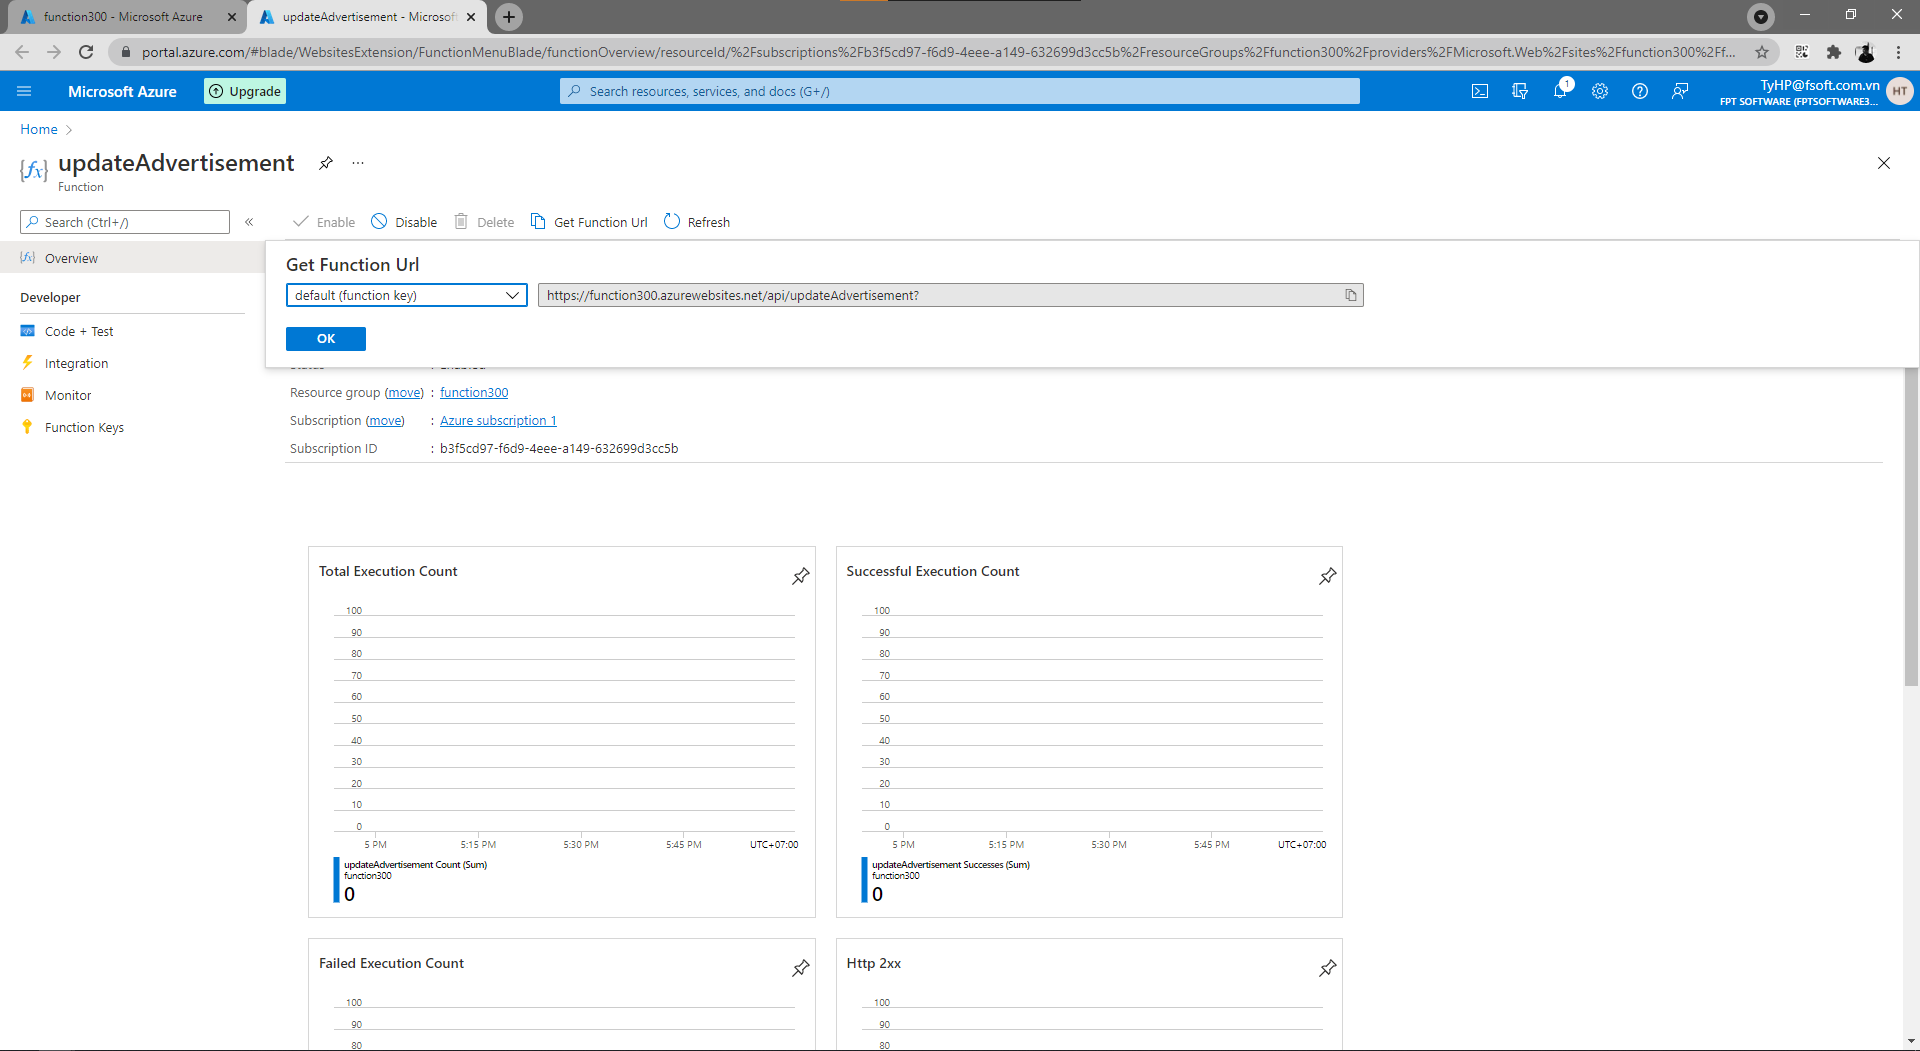 function300 - Microsoft Azure
updateAdvertisement - Microsof
portal.azure.com/#blade/WebsitesExtension/FunctionMenuBlade/functionOverview/resourceId/%2Fsubscriptions%2Fb3f5cd97-f6d9-4eee-a149-632699d3cc5b%2FresourceGroups%2Ffunction300%2Fproviders%2FMicrosoft.Web%2Fsites%2Ffunction300%2Ff...
Microsoft Azure
Upgrade
Search resources, services, and docs (G+/)
1
TyHP@fsoft.com.vn
FPT SOFTWARE (FPTSOFTWARE3...
HT
Home
updateAdvertisement
Function
Search (Ctrl+/)
Enable
Disable
Delete
Get Function Url
Refresh
Overview
Developer
Code + Test
Integration
Monitor
Function Keys
Get Function Url
default (function key)
https://function300.azurewebsites.net/api/updateAdvertisement?
OK
Resource group (move) : function300
Subscription (move) : Azure subscription 1
Subscription ID : b3f5cd97-f6d9-4eee-a149-632699d3cc5b
Total Execution Count
100
90
80
70
60
50
40
30
20
10
0
5 PM 5:15 PM 5:30 PM 5:45 PM UTC+07:00
updateAdvertisement Count (Sum)
function300
0
Successful Execution Count
100
90
80
70
60
50
40
30
20
10
0
5 PM 5:15 PM 5:30 PM 5:45 PM UTC+07:00
updateAdvertisement Successes (Sum)
function300
0
Failed Execution Count
100
90
80
Http 2xx
100
90
80